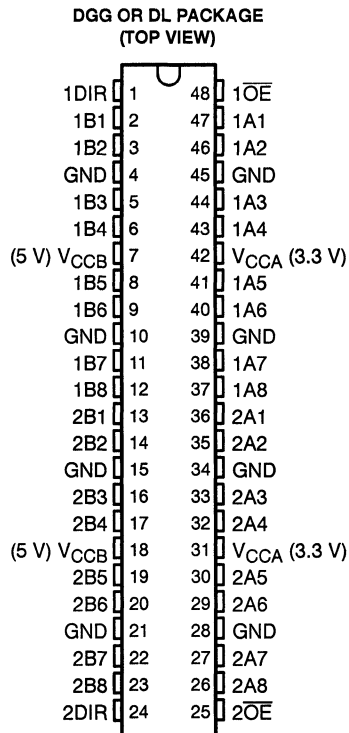 DGG OR DL PACKAGE
(TOP VIEW)
1DIR 1 48 1O̅E̅
1B1 2 47 1A1
1B2 3 46 1A2
GND 4 45 GND
1B3 5 44 1A3
1B4 6 43 1A4
(5 V) VCCB 7 42 VCCA (3.3 V)
1B5 8 41 1A5
1B6 9 40 1A6
GND 10 39 GND
1B7 11 38 1A7
1B8 12 37 1A8
2B1 13 36 2A1
2B2 14 35 2A2
GND 15 34 GND
2B3 16 33 2A3
2B4 17 32 2A4
(5 V) VCCB 18 31 VCCA (3.3 V)
2B5 19 30 2A5
2B6 20 29 2A6
GND 21 28 GND
2B7 22 27 2A7
2B8 23 26 2A8
2DIR 24 25 2O̅E̅